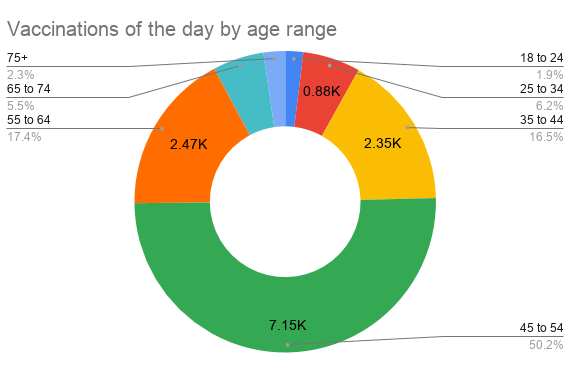 Vaccinations of the day by age range
75+
2.3%
65 to 74
5.5%
55 to 64
17.4%
18 to 24
1.9%
25 to 34
6.2%
35 to 44
16.5%
45 to 54
50.2%
0.88K
2.35K
2.47K
7.15K